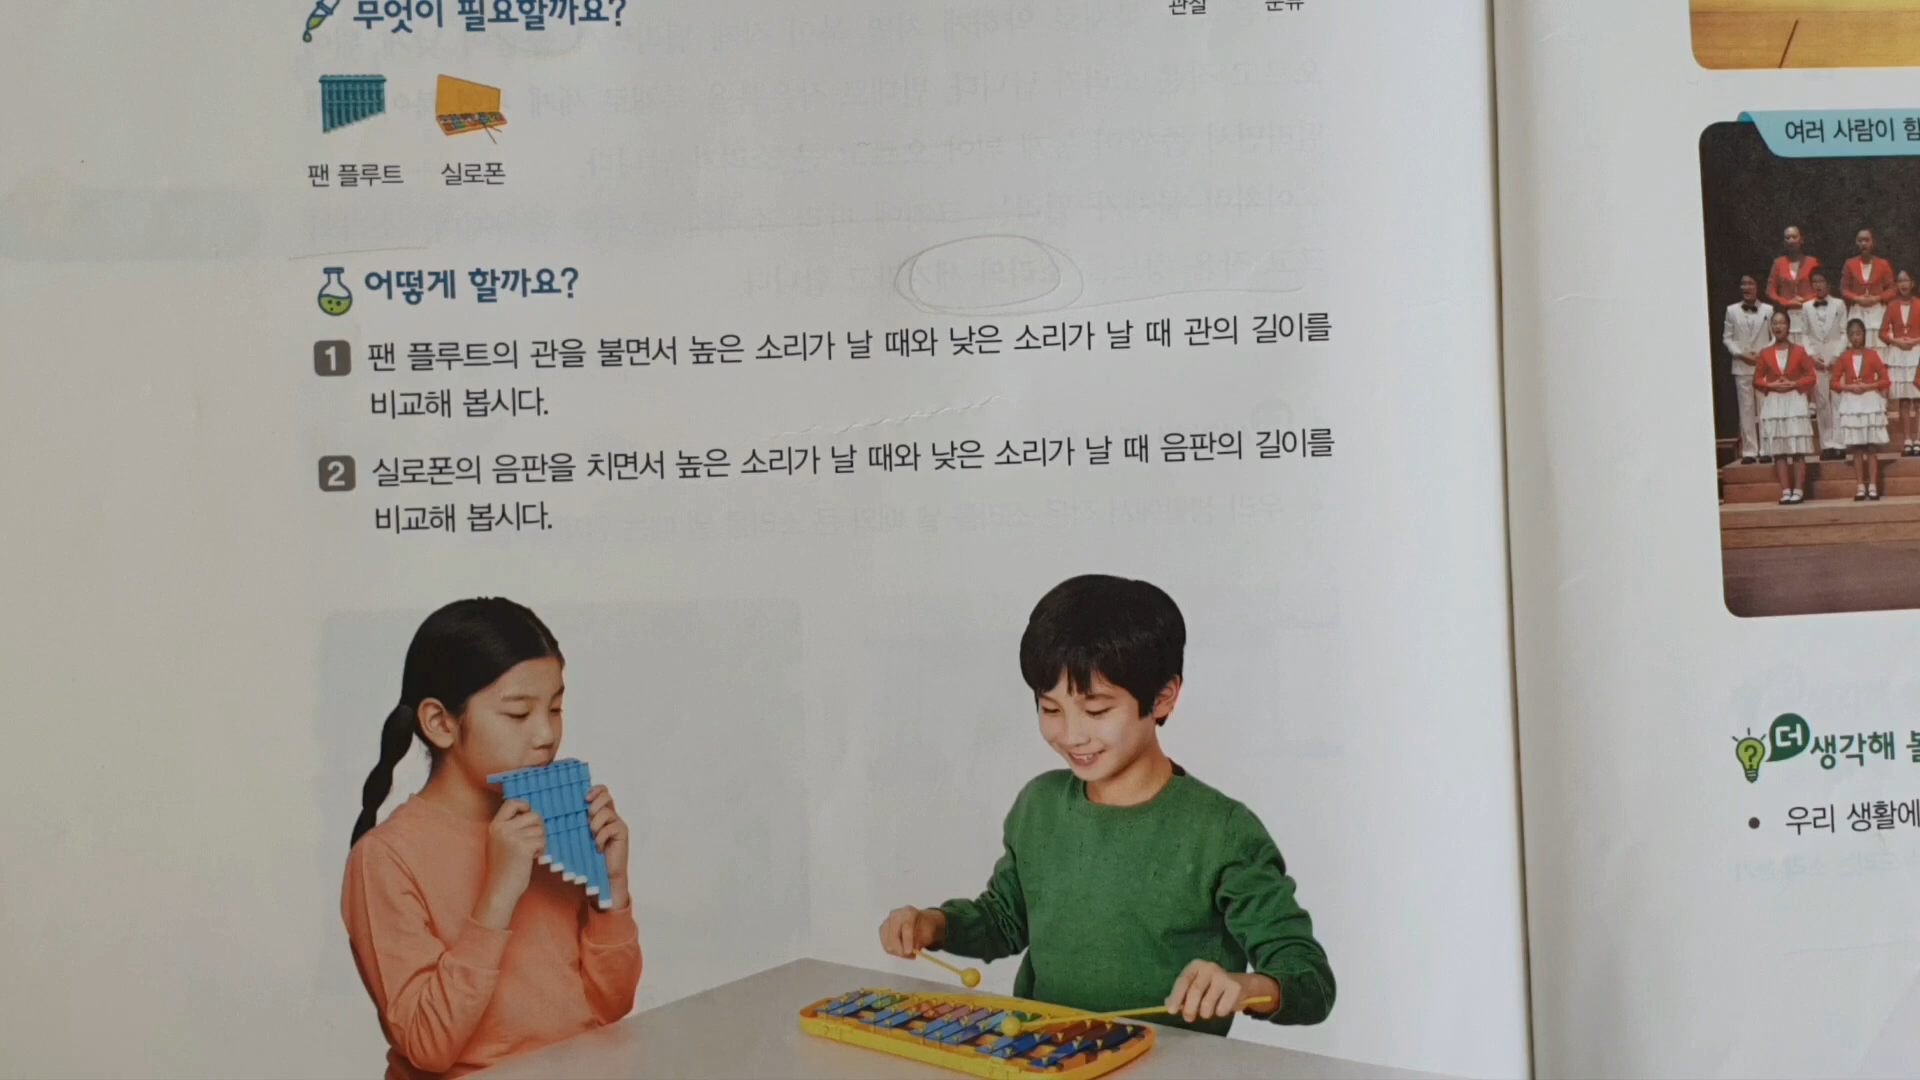 무엇이 필요할까요?
관찰
분류
팬 플루트
실로폰
어떻게 할까요?
1 팬 플루트의 관을 불면서 높은 소리가 날 때와 낮은 소리가 날 때 관의 길이를
비교해 봅시다.
2 실로폰의 음판을 치면서 높은 소리가 날 때와 낮은 소리가 날 때 음판의 길이를
비교해 봅시다.
여러 사람이
더 생각해
• 우리 생활에